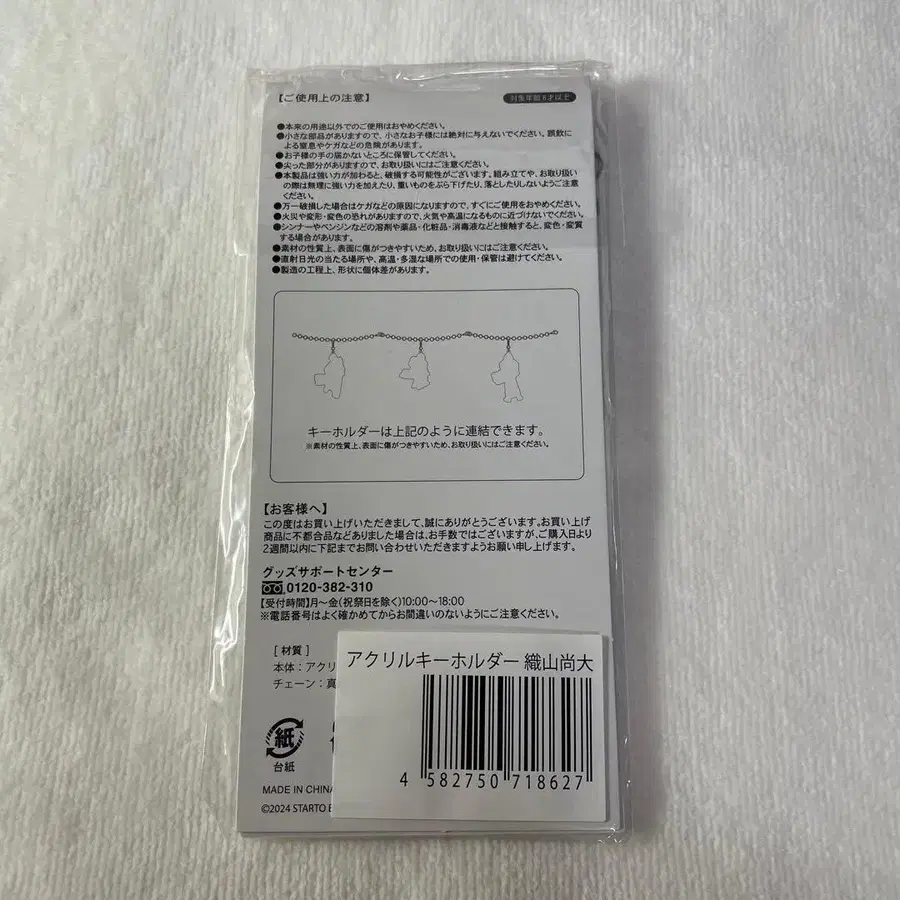 【ご使用上の注意】
対象年齢6才以上
●本来の用途以外でのご使用はおやめください。
●小さな部品がありますので、小さなお子様には絶対に与えないでください。誤飲に
よる窒息やケガなどの危険があります。
●お子様の手の届かないところに保管してください。
●尖った部分がありますので、お取り扱いにはご注意ください。
●本製品は強い力が加わると、破損する可能性がございます。組み立てや、お取り扱い
の際は無理に強い力を加えたり、重いものをぶら下げたり、落としたりしないようご注意
ください。
●万一破損した場合はケガなどの原因になりますので、すぐにご使用をおやめください。
●火災や変形・変色の恐れがありますので、火気や高温になるものに近づけないでください。
●シンナーやベンジンなどの溶剤や薬品・化粧品・消毒液などと接触すると、変色・変質
する場合があります。
●素材の性質上、表面に傷がつきやすいため、お取り扱いにはご注意ください。
●直射日光の当たる場所や、高温・多湿な場所での使用・保管は避けてください。
●製造の工程上、形状に個体差があります。
キーホルダーは上記のように連結できます。
※素材の性質上、表面に傷がつきやすいため、お取り扱いにはご注意ください。
【お客様へ】
この度はお買い上げいただきまして、誠にありがとうございます。お買い上げ
商品に不都合品などありました場合は、お手数ではございますが、ご購入日より
2週間以内に下記までお問い合わせいただきますようお願い申し上げます。
グッズサポートセンター
0120-382-310
【受付時間】月～金(祝祭日を除く)10:00～18:00
※電話番号はよく確かめてからお間違いのないようにご注意ください。
[ 材質 ]
本体：アクリ
チェーン：真
紙
台紙
MADE IN CHINA
©2024 STARTO E
アクリルキーホルダー 織山尚大
4 582750 718627